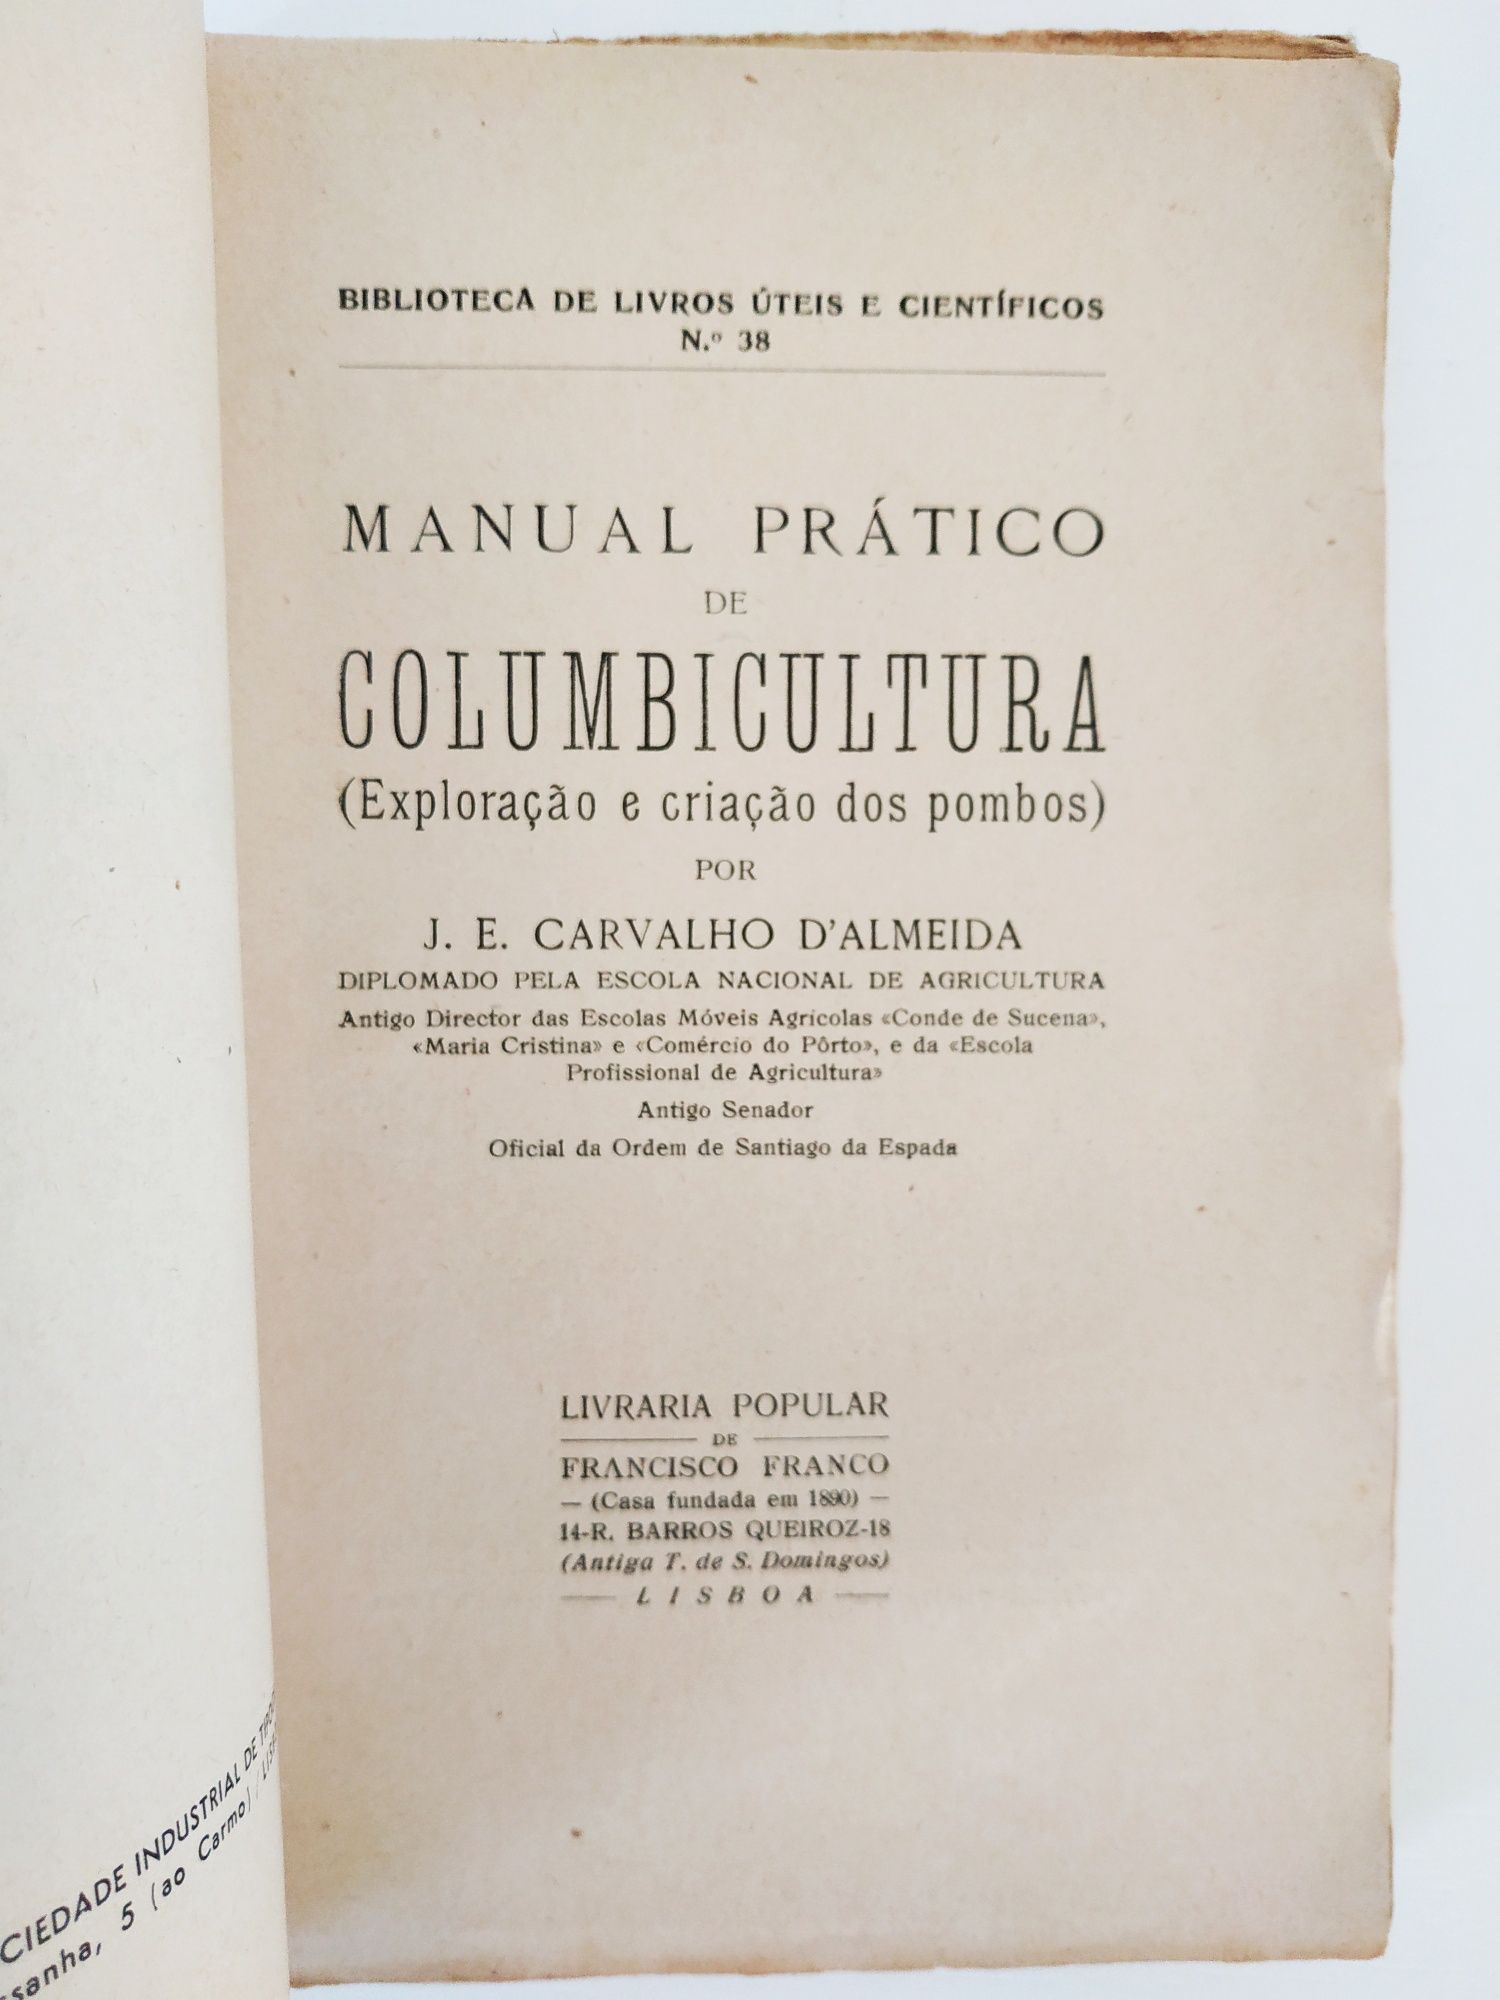 BIBLIOTECA DE LIVROS ÚTEIS E CIENTÍFICOS
N.º 38
MANUAL PRÁTICO
DE
COLUMBICULTURA
(Exploração e criação dos pombos)
POR
J. E. CARVALHO D'ALMEIDA
DIPLOMADO PELA ESCOLA NACIONAL DE AGRICULTURA
Antigo Director das Escolas Móveis Agrícolas «Conde de Sucena»,
«Maria Cristina» e «Comércio do Pôrto», e da «Escola
Profissional de Agricultura»
Antigo Senador
Oficial da Ordem de Santiago da Espada
LIVRARIA POPULAR
DE
FRANCISCO FRANCO
— (Casa fundada em 1890) —
14-R. BARROS QUEIROZ-18
(Antiga T. de S. Domingos)
LISBOA
CIEDADE INDUSTRIAL DE
ssanha, 5 (ao Carmo)